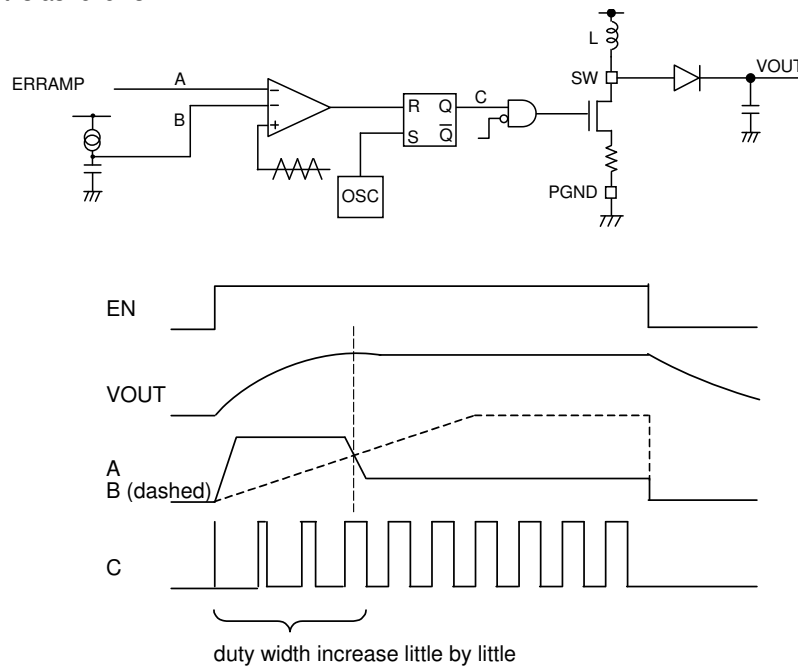 L
ERRAMP
A
SW
VOUT
B
R Q
C
S Q
OSC
PGND
EN
VOUT
A
B (dashed)
C
duty width increase little by little